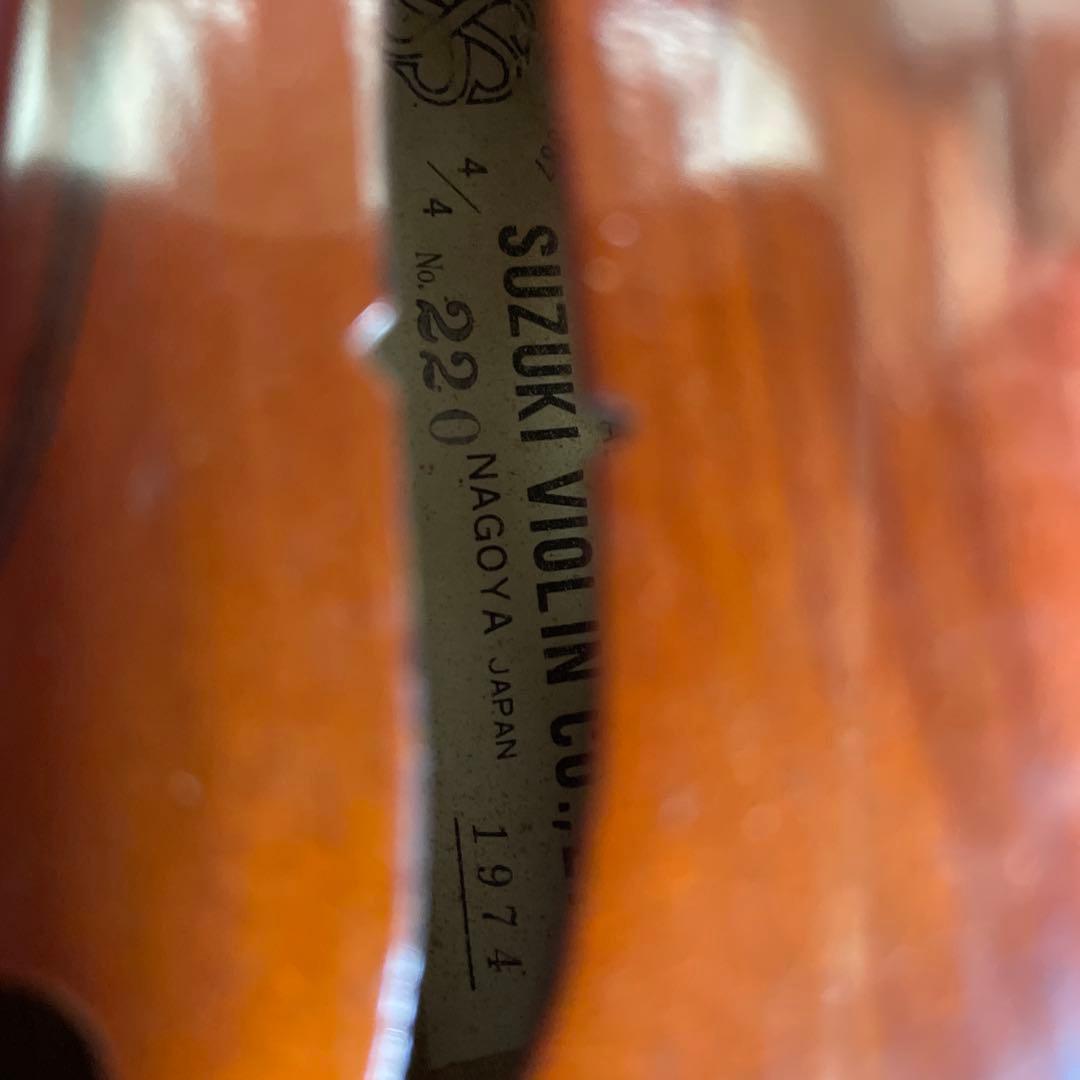 SUZUKI VIOLIN CO.,
NAGOYA JAPAN 1974
4/4 No. 220